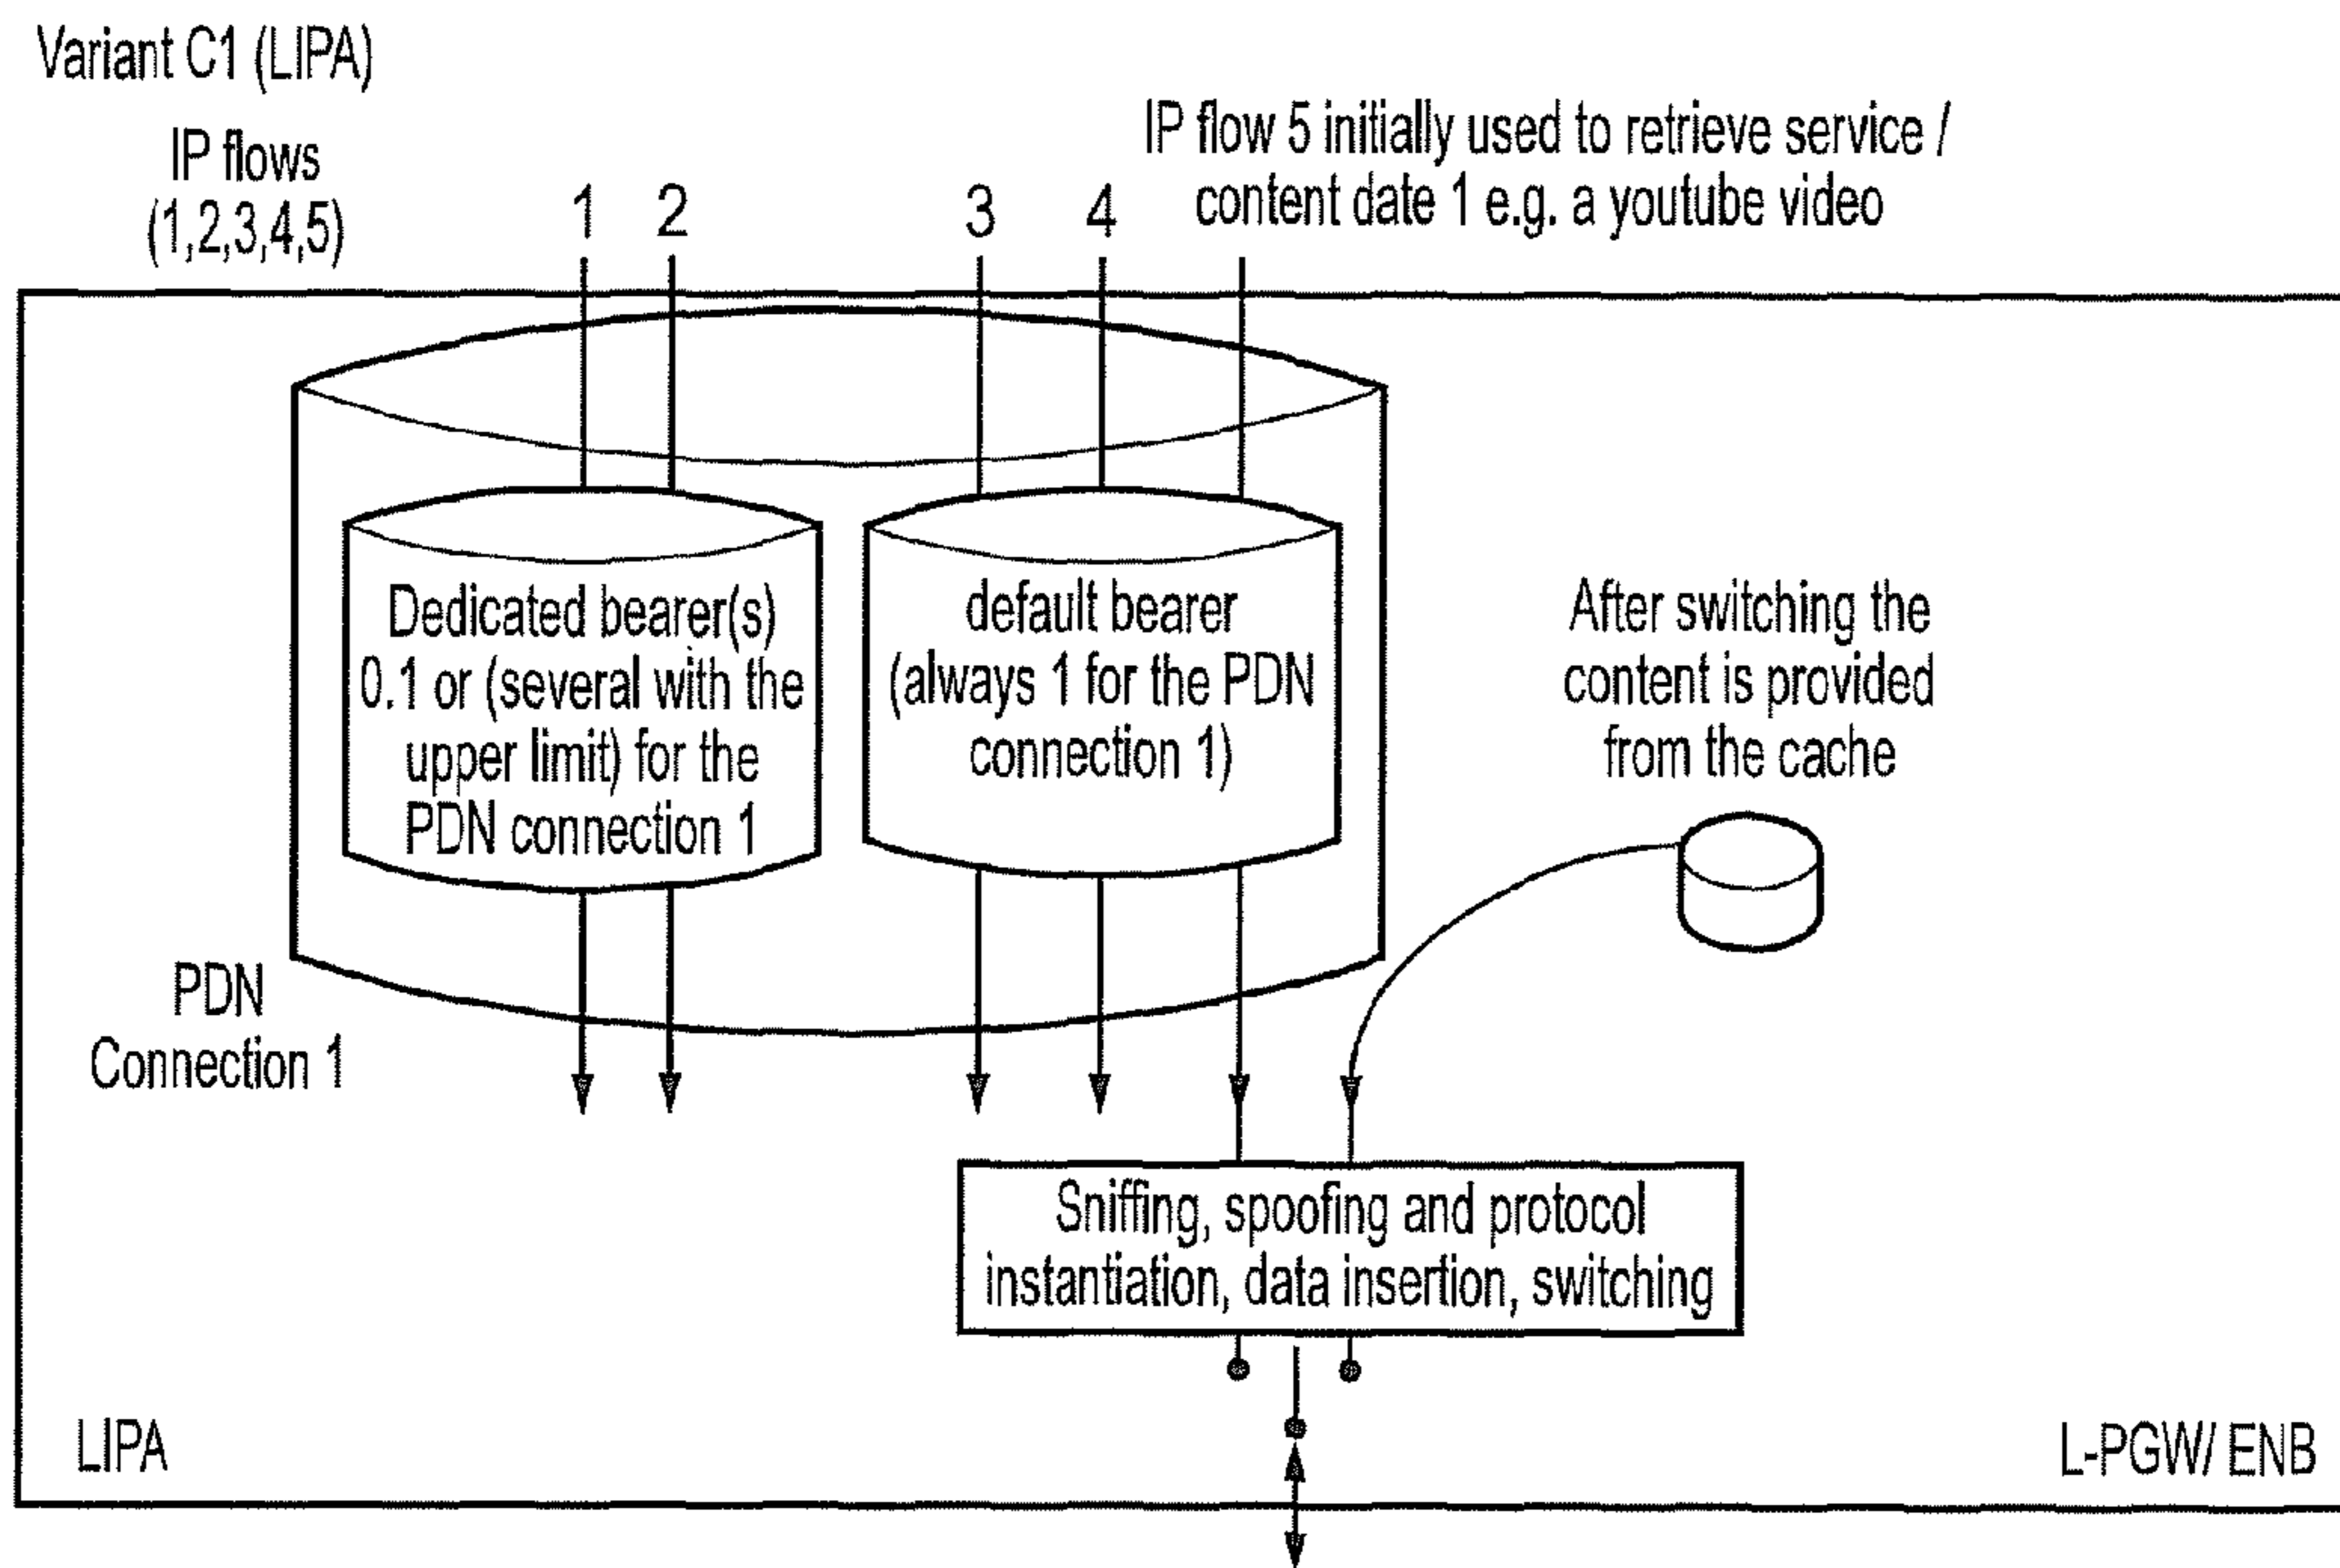 Variant C1 (LIPA)
IP flows
(1,2,3,4,5)
1
2
3
4
IP flow 5 initially used to retrieve service /
content date 1 e.g. a youtube video
Dedicated bearer(s)
0.1 or (several with the
upper limit) for the
PDN connection 1
default bearer
(always 1 for the PDN
connection 1)
After switching the
content is provided
from the cache
PDN
Connection 1
Sniffing, spoofing and protocol
instantiation, data insertion, switching
LIPA
L-PGW/ ENB